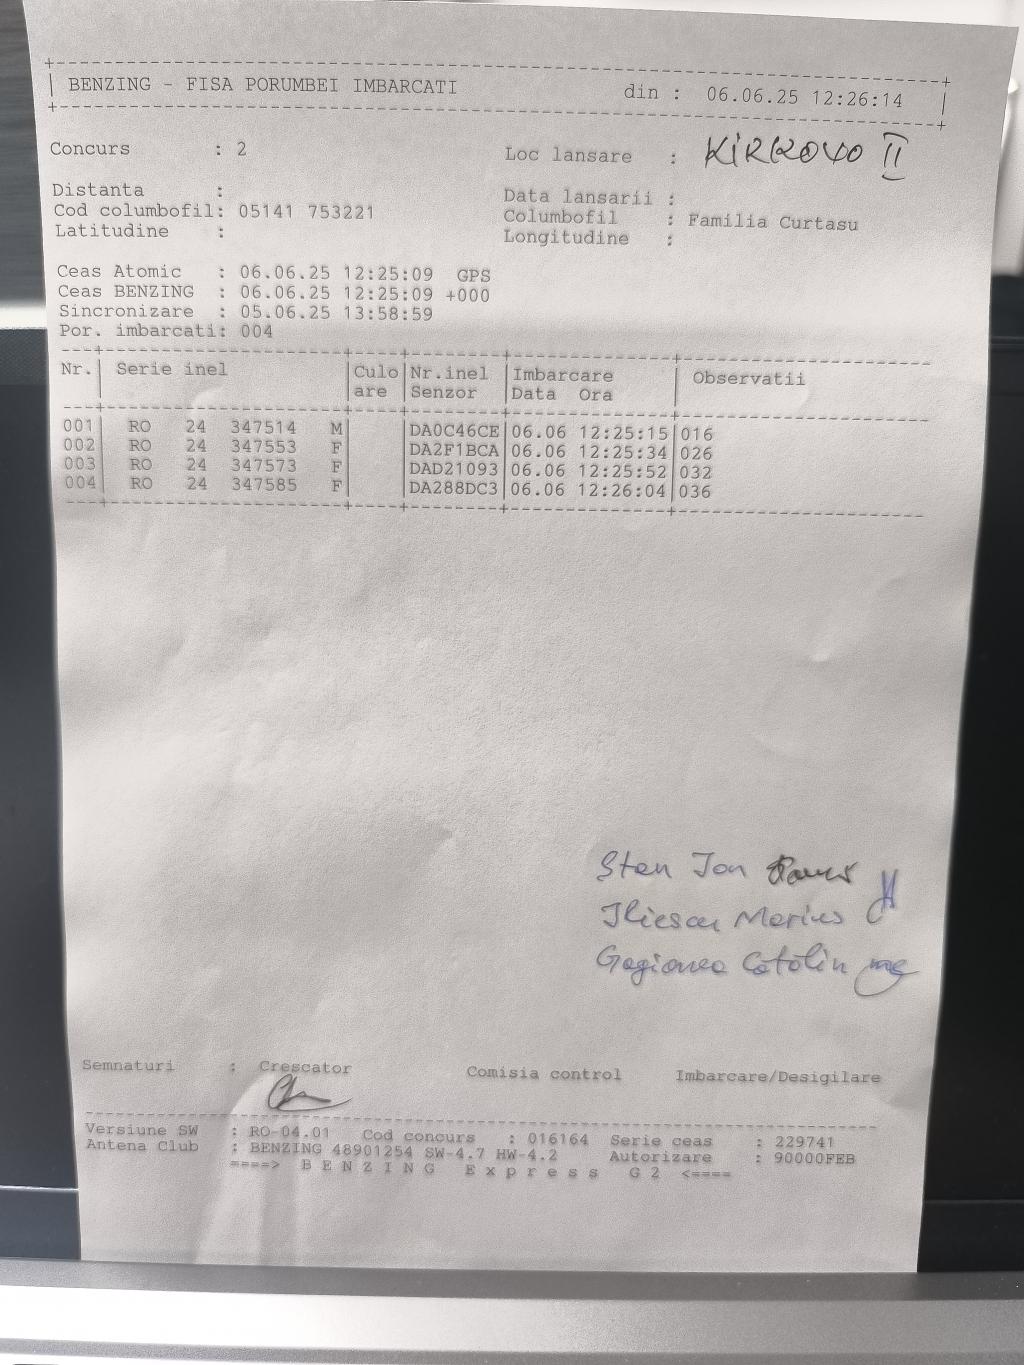 BENZING - FISA PORUMBEI IMBARCATI din : 06.06.25 12:26:14
Concurs : 2 Loc lansare : KIRKOVO II
Distanta : Data lansarii :
Cod columbofil: 05141 753221 Columbofil : Familia Curtasu
Latitudine : Longitudine :
Ceas Atomic : 06.06.25 12:25:09 GPS
Ceas BENZING : 06.06.25 12:25:09 +000
Sincronizare : 05.06.25 13:58:59
Por. imbarcati: 004
Nr. Serie inel Culo Nr.inel Imbarcare Observatii
are Senzor Data Ora
001 RO 24 347514 M DA0C46CE 06.06 12:25:15 016
002 RO 24 347553 F DA2F1BCA 06.06 12:25:34 026
003 RO 24 347573 F DAD21093 06.06 12:25:52 032
004 RO 24 347585 F DA288DC3 06.06 12:26:04 036
Stan Ion
Iliescu Marius
Gagionea Catalin
Semnaturi : Crescator Comisia control Imbarcare/Desigilare
Versiune SW : RO-04.01 Cod concurs : 016164 Serie ceas : 229741
Antena Club : BENZING 48901254 SW-4.7 HW-4.2 Autorizare : 90000FEB
====> B E N Z I N G E x p r e s s G 2 <====